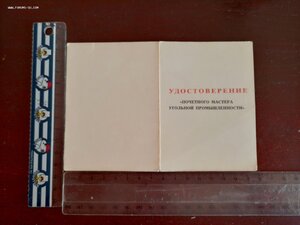 УДОСТОВЕРЕНИЕ
«ПОЧЕТНОГО МАСТЕРА
УГОЛЬНОЙ ПРОМЫШЛЕННОСТИ»